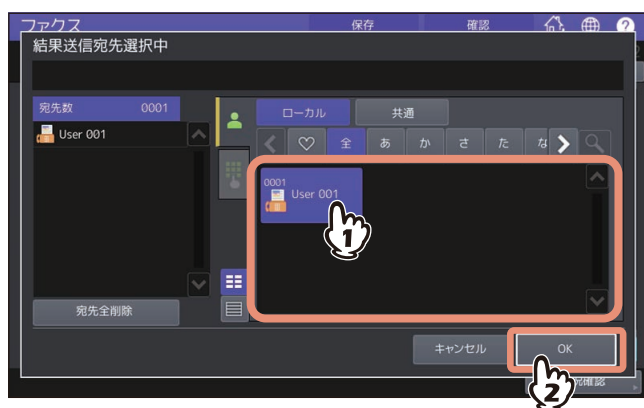 ファクス 保存 確認 ?
結果送信宛先選択中
宛先数 0001
User 001
ローカル 共通
全 あ か さ た な
0001
User 001
1
宛先全削除
キャンセル OK
2